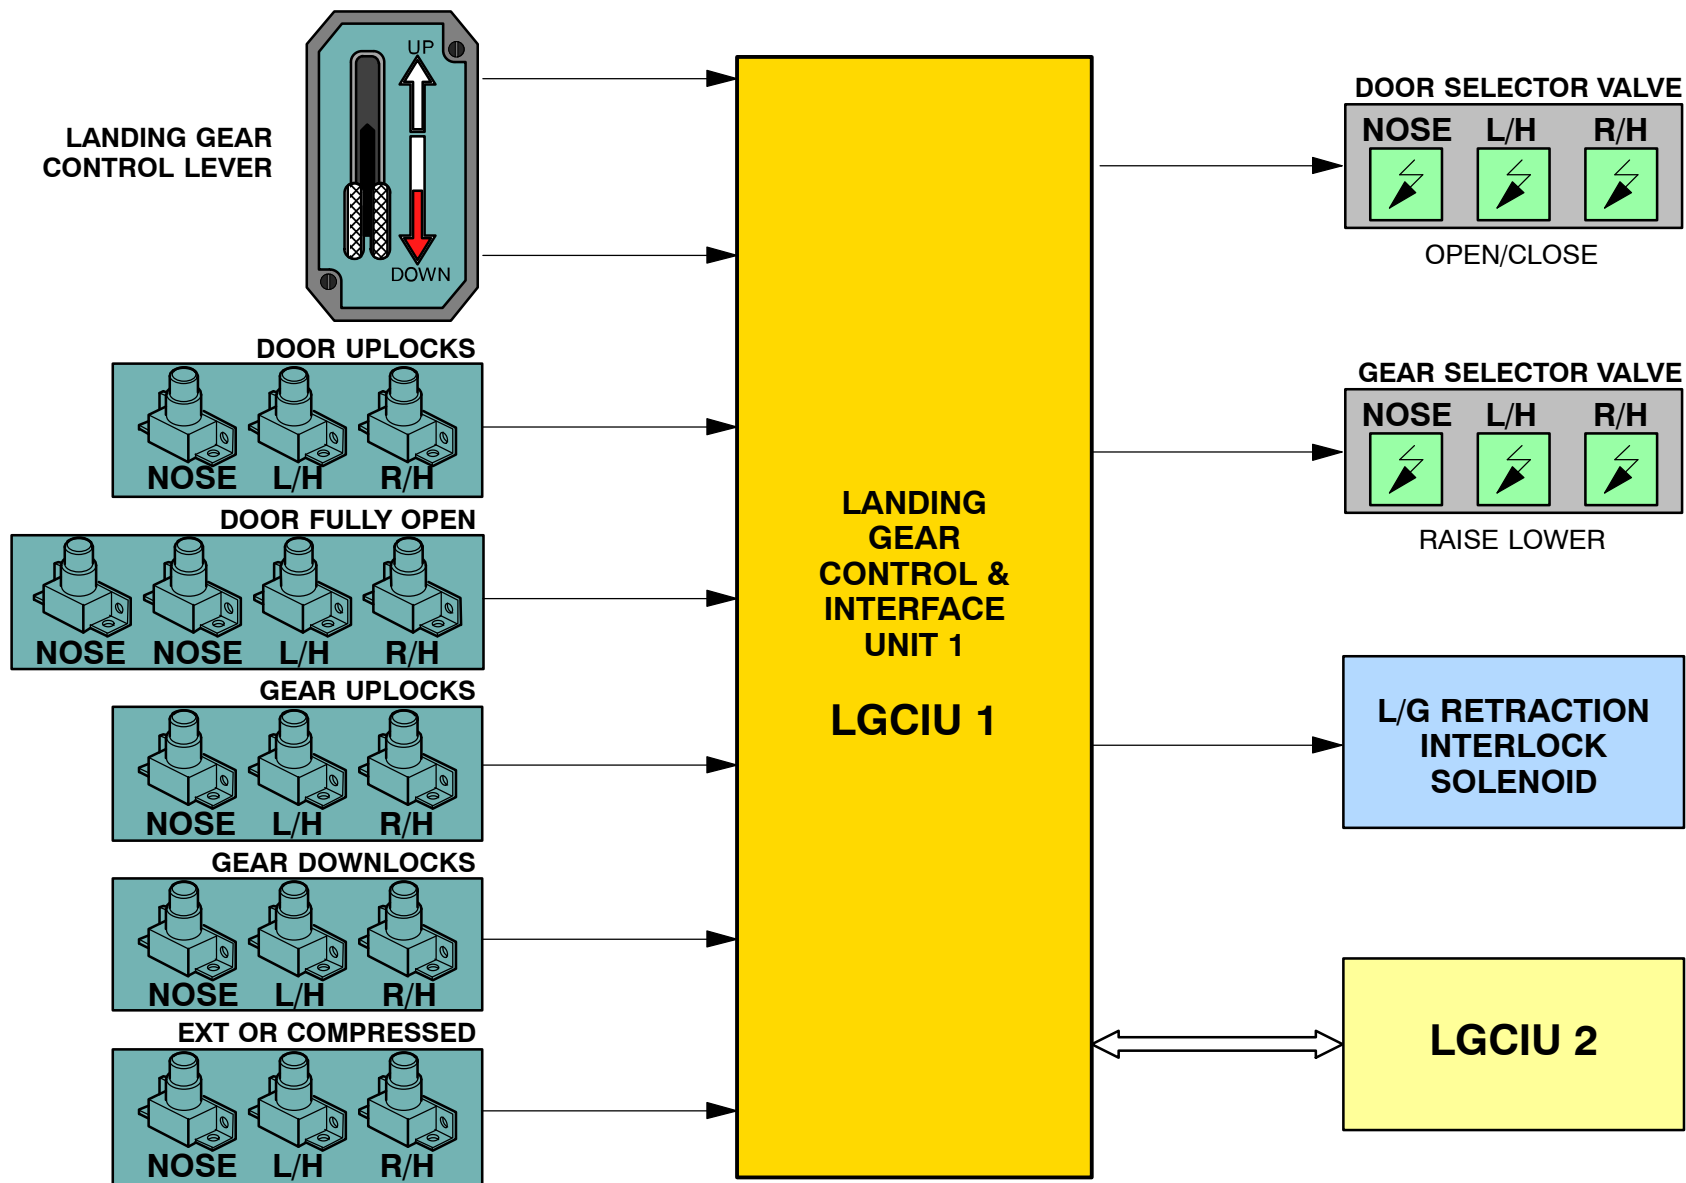 UP
LANDING GEAR
CONTROL LEVER
DOWN
DOOR UPLOCKS
NOSE L/H R/H
DOOR FULLY OPEN
NOSE NOSE L/H R/H
GEAR UPLOCKS
NOSE L/H R/H
GEAR DOWNLOCKS
NOSE L/H R/H
EXT OR COMPRESSED
NOSE L/H R/H
LANDING
GEAR
CONTROL &
INTERFACE
UNIT 1
LGCIU 1
DOOR SELECTOR VALVE
NOSE L/H R/H
OPEN/CLOSE
GEAR SELECTOR VALVE
NOSE L/H R/H
RAISE LOWER
L/G RETRACTION
INTERLOCK
SOLENOID
LGCIU 2